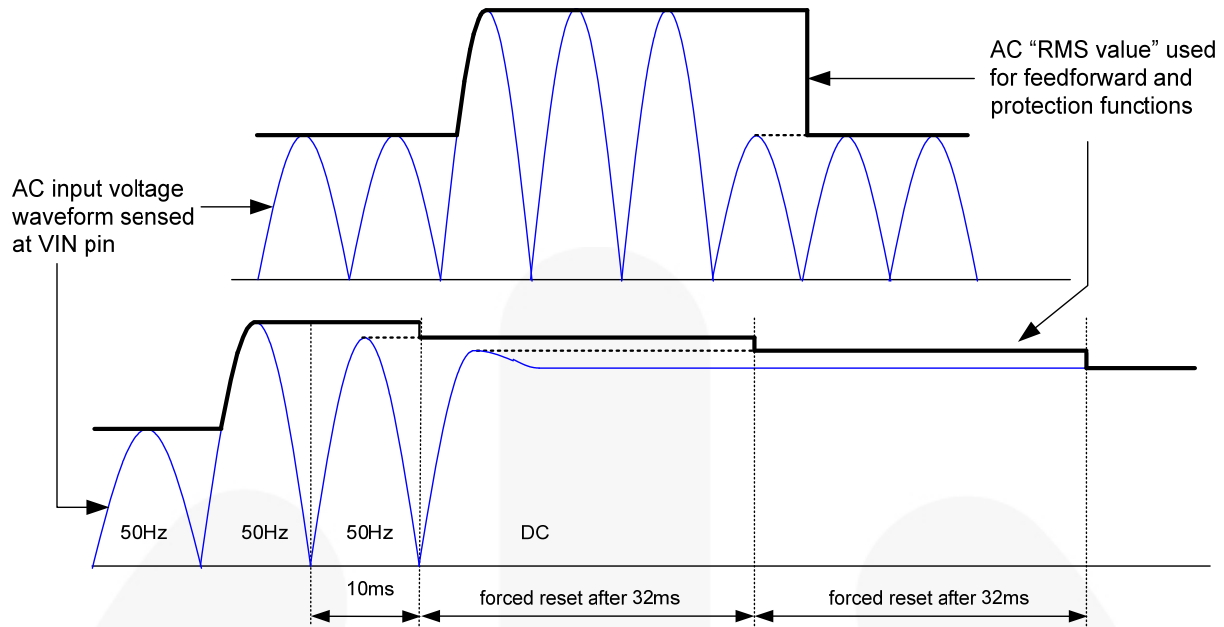 AC “RMS value” used
for feedforward and
protection functions
AC input voltage
waveform sensed
at VIN pin
50Hz
50Hz
50Hz
DC
10ms
forced reset after 32ms
forced reset after 32ms